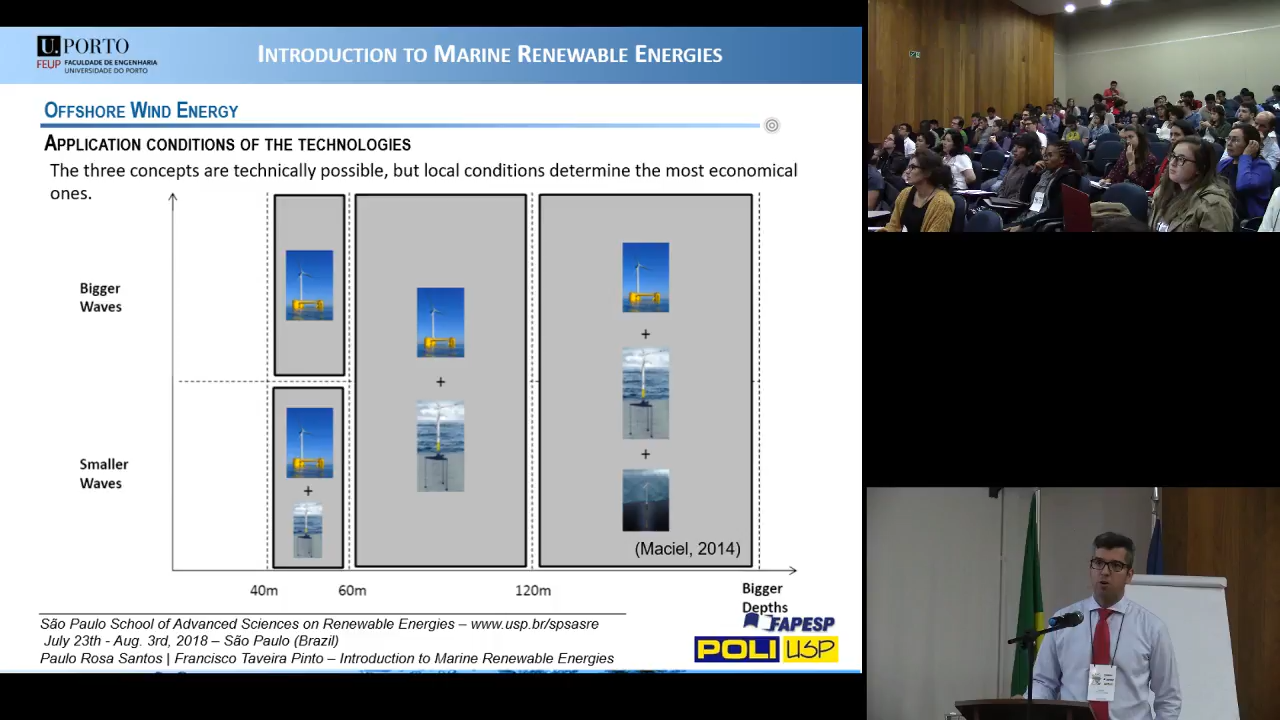 U. PORTO
FEUP FACULDADE DE ENGENHARIA
UNIVERSIDADE DO PORTO
INTRODUCTION TO MARINE RENEWABLE ENERGIES
OFFSHORE WIND ENERGY
APPLICATION CONDITIONS OF THE TECHNOLOGIES
The three concepts are technically possible, but local conditions determine the most economical
ones.
Bigger
Waves
+
+
+
Smaller
Waves
+
+
(Maciel, 2014)
40m
60m
120m
Bigger
Depths
São Paulo School of Advanced Sciences on Renewable Energies – www.usp.br/spsasre
July 23th - Aug. 3rd, 2018 – São Paulo (Brazil)
Paulo Rosa Santos | Francisco Taveira Pinto – Introduction to Marine Renewable Energies
FAPESP
POLI USP